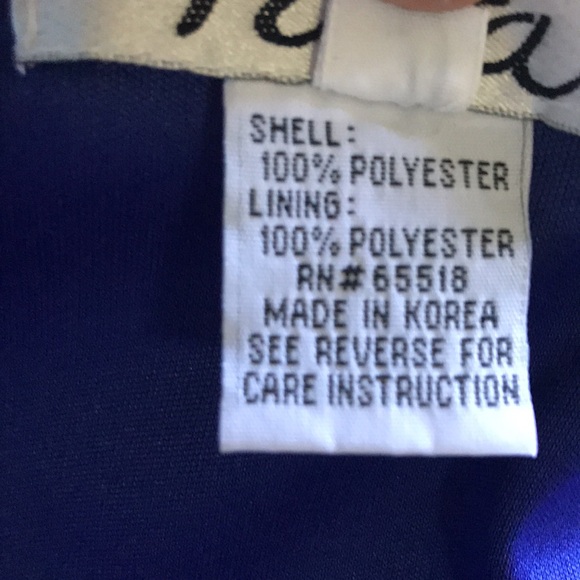 SHELL:
100% POLYESTER
LINING:
100% POLYESTER
RN# 65518
MADE IN KOREA
SEE REVERSE FOR
CARE INSTRUCTION